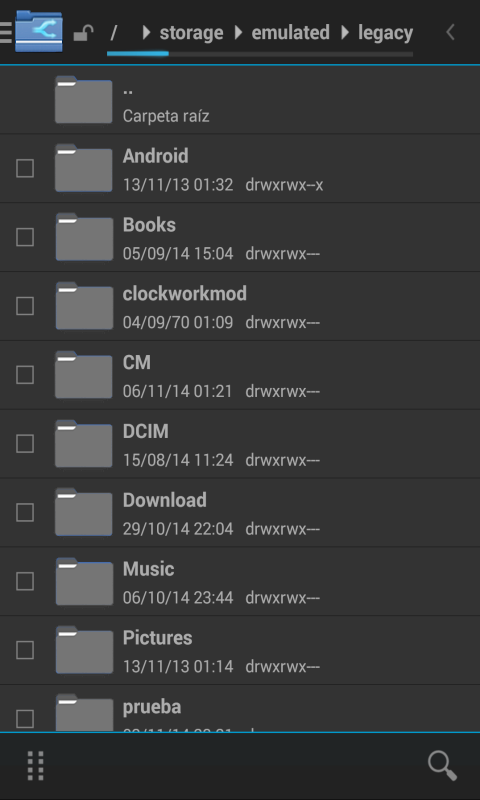 / storage emulated legacy
..
Carpeta raíz
Android
13/11/13 01:32 drwxrwx--x
Books
05/09/14 15:04 drwxrwx---
clockworkmod
04/09/70 01:09 drwxrwx---
CM
06/11/14 01:21 drwxrwx---
DCIM
15/08/14 11:24 drwxrwx---
Download
29/10/14 22:04 drwxrwx---
Music
06/10/14 23:44 drwxrwx---
Pictures
13/11/13 01:14 drwxrwx---
prueba